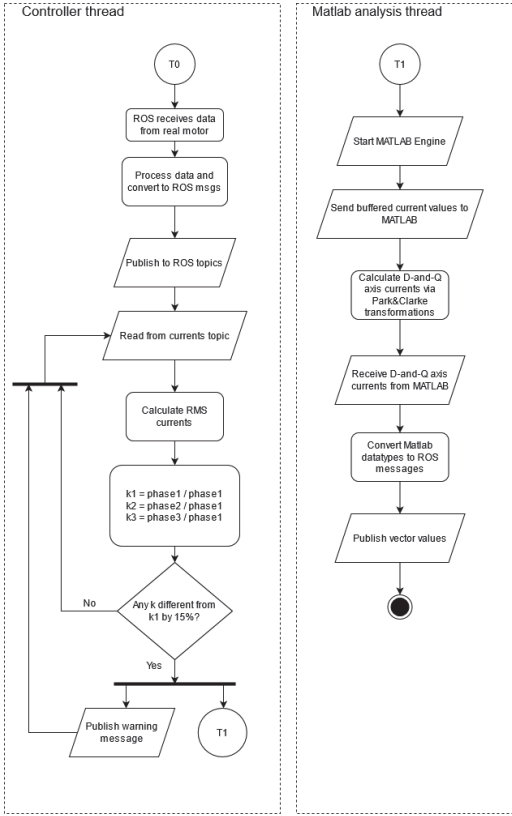 Controller thread
T0
ROS receives data
from real motor
Process data and
convert to ROS msgs
Publish to ROS topics
Read from currents topic
Calculate RMS
currents
k1 = phase1 / phase1
k2 = phase2 / phase1
k3 = phase3 / phase1
Any k different from
k1 by 15%?
No
Yes
Publish warning
message
T1
Matlab analysis thread
T1
Start MATLAB Engine
Send buffered current values to
MATLAB
Calculate D-and-Q
axis currents via
Park&Clarke
transformations
Receive D-and-Q axis
currents from MATLAB
Convert Matlab
datatypes to ROS
messages
Publish vector values